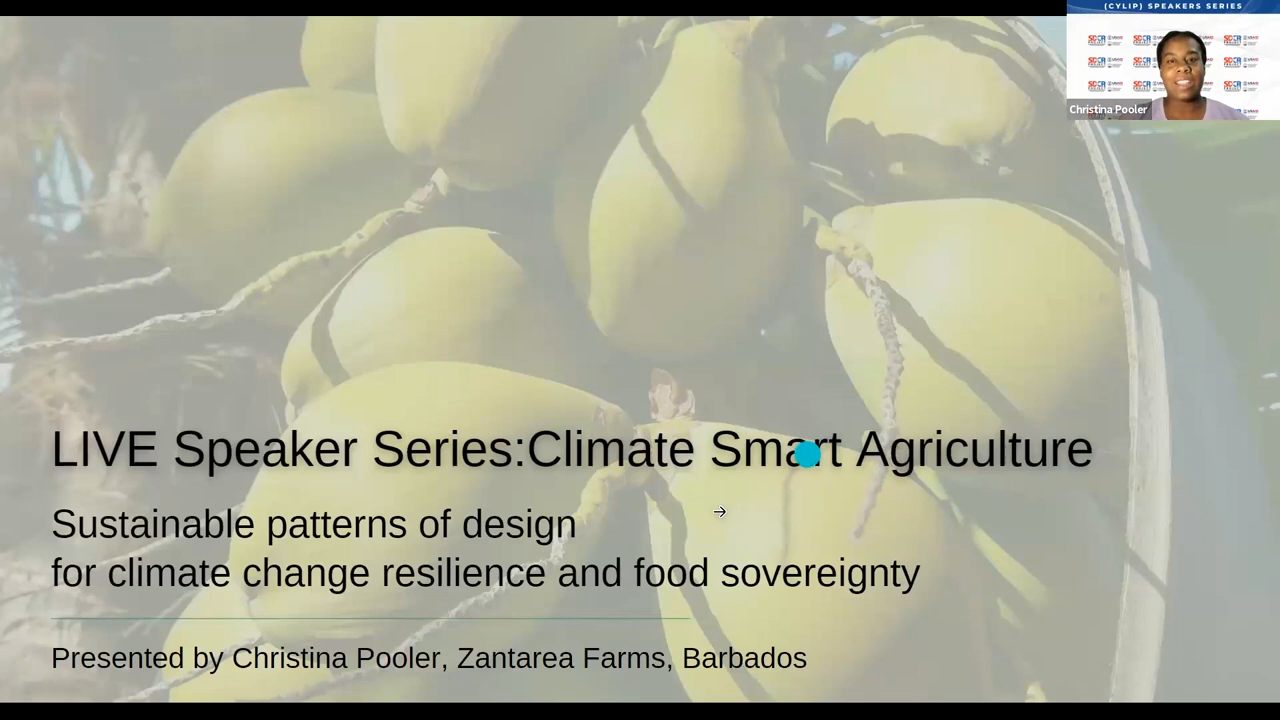 (CYLIP) SPEAKERS SERIES
Christina Pooler
LIVE Speaker Series:Climate Smart Agriculture
Sustainable patterns of design
for climate change resilience and food sovereignty
Presented by Christina Pooler, Zantarea Farms, Barbados